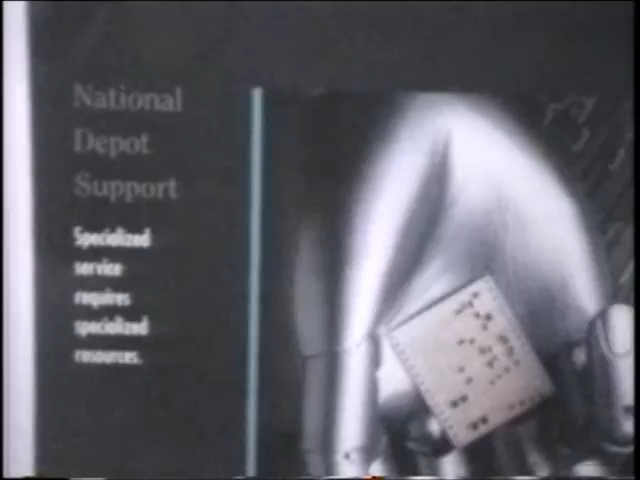 National
Depot
Support
Specialized
service
requires
specialized
resources.